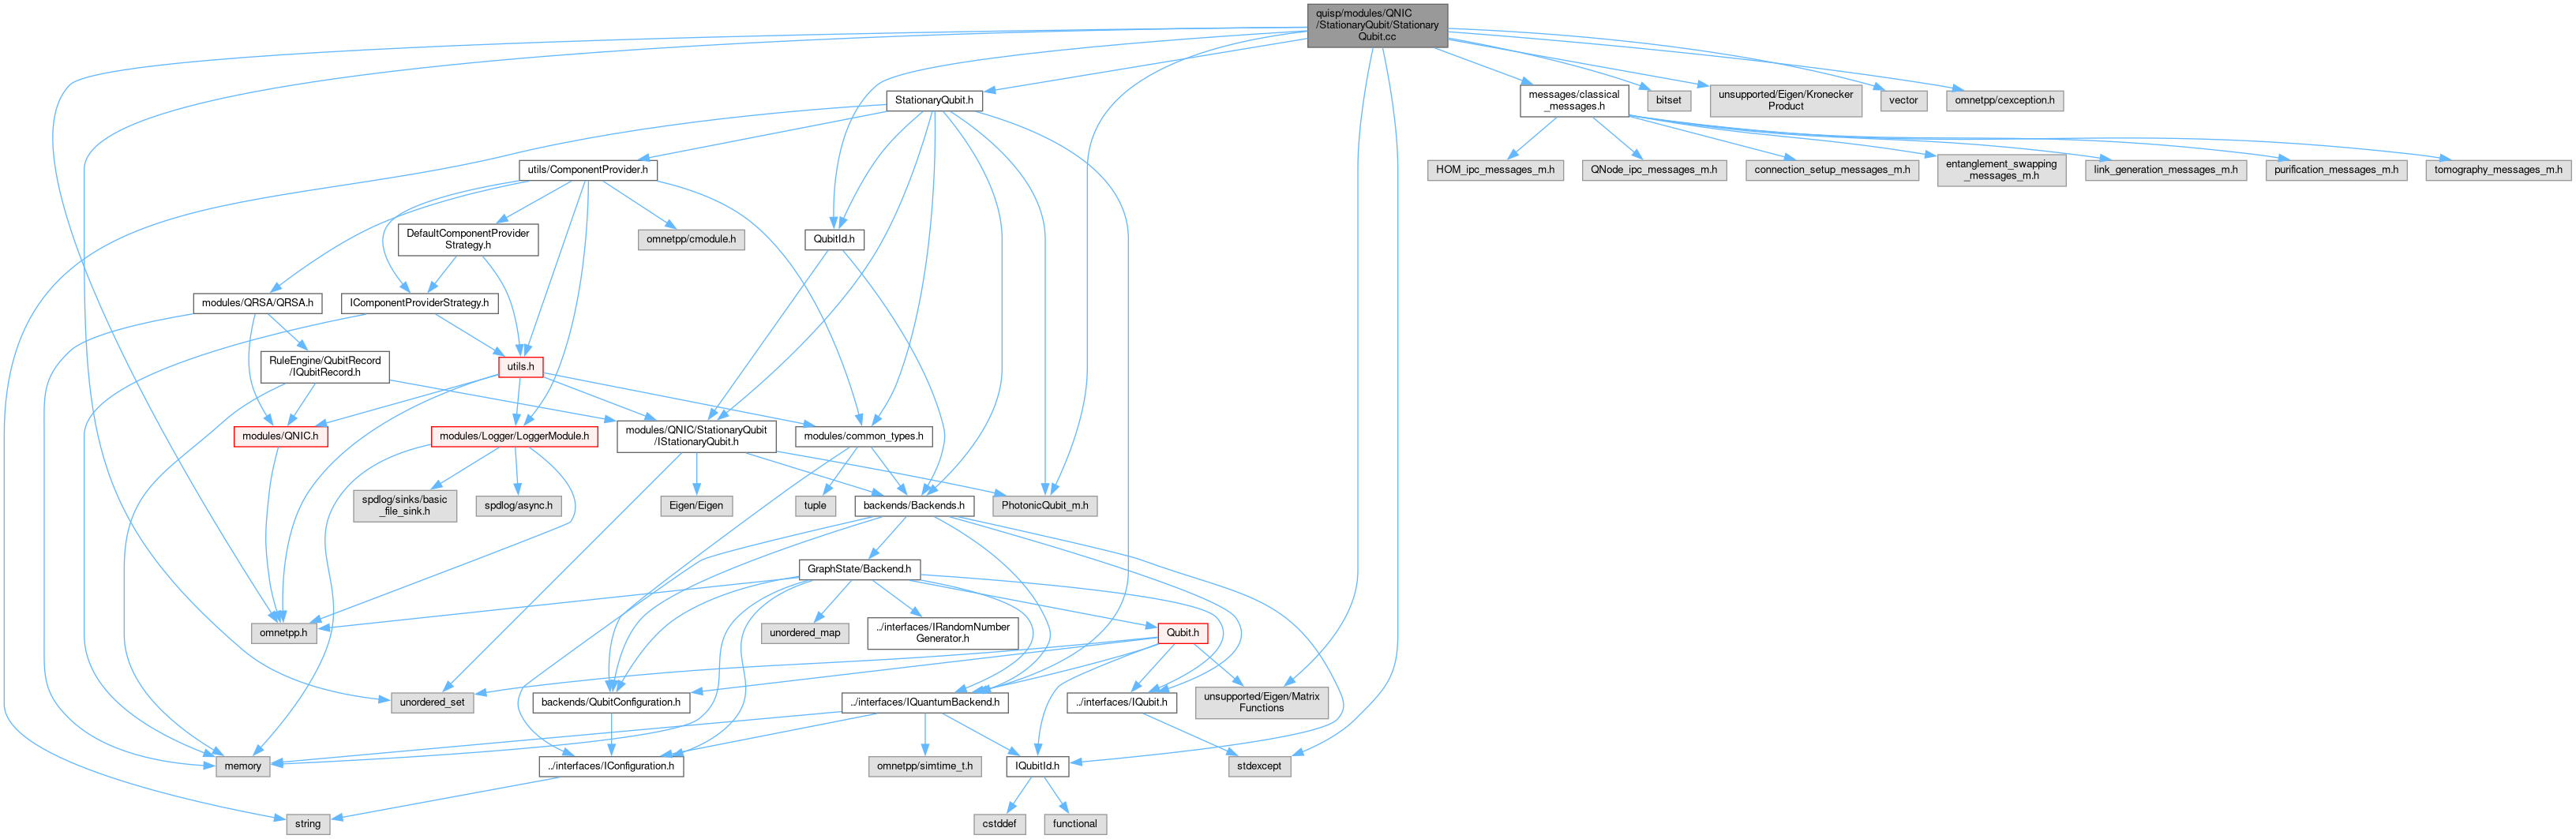 quisp/modules/QNIC
/StationaryQubit/Stationary
Qubit.cc
StationaryQubit.h
messages/classical
_messages.h
bitset
unsupported/Eigen/Kronecker
Product
vector
omnetpp/cexception.h
utils/ComponentProvider.h
HOM_ipc_messages_m.h
QNode_ipc_messages_m.h
connection_setup_messages_m.h
entanglement_swapping
_messages_m.h
link_generation_messages_m.h
purification_messages_m.h
tomography_messages_m.h
DefaultComponentProvider
Strategy.h
omnetpp/cmodule.h
QubitId.h
modules/QRSA/QRSA.h
IComponentProviderStrategy.h
RuleEngine/QubitRecord
/IQubitRecord.h
utils.h
modules/QNIC.h
modules/Logger/LoggerModule.h
modules/QNIC/StationaryQubit
/IStationaryQubit.h
modules/common_types.h
spdlog/sinks/basic
_file_sink.h
spdlog/async.h
Eigen/Eigen
tuple
backends/Backends.h
PhotonicQubit_m.h
GraphState/Backend.h
omnetpp.h
unordered_map
../interfaces/IRandomNumber
Generator.h
Qubit.h
unordered_set
backends/QubitConfiguration.h
../interfaces/IQuantumBackend.h
../interfaces/IQubit.h
unsupported/Eigen/Matrix
Functions
memory
../interfaces/IConfiguration.h
omnetpp/simtime_t.h
IQubitId.h
stdexcept
string
cstddef
functional